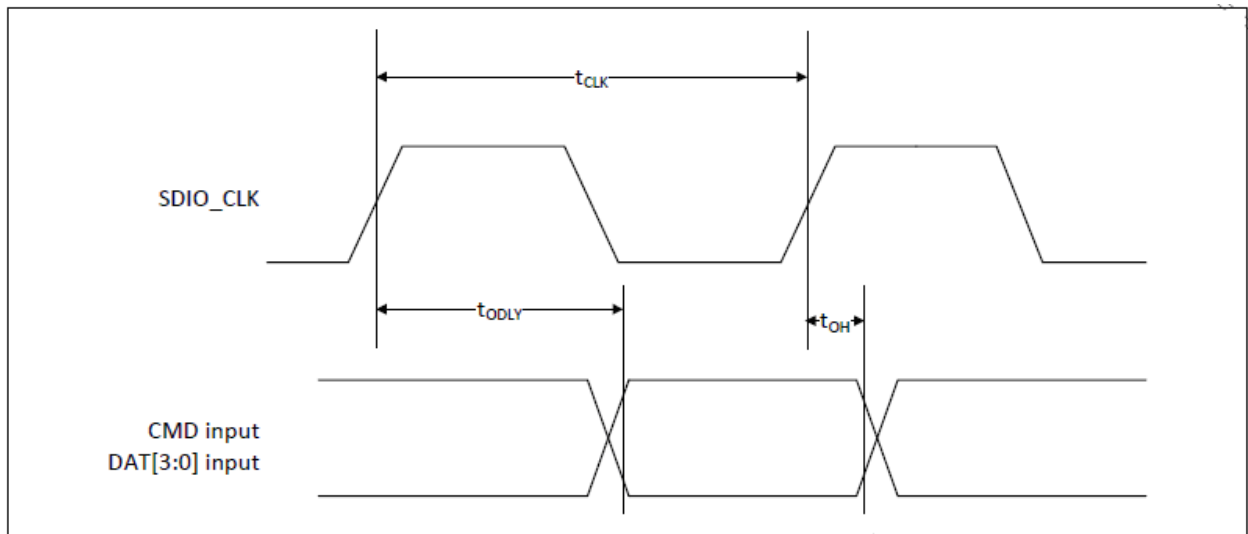 tCLK
SDIO_CLK
tODLY
tOH
CMD input
DAT[3:0] input